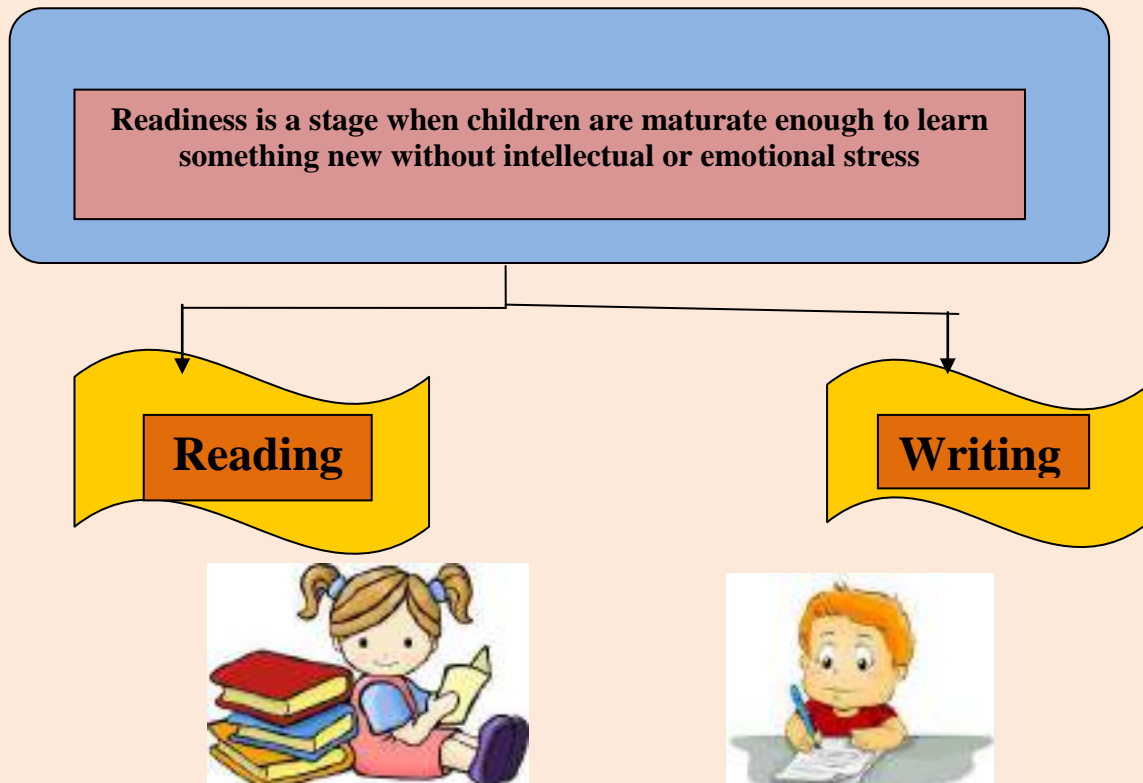 Readiness is a stage when children are maturate enough to learn
something new without intellectual or emotional stress
Reading
Writing